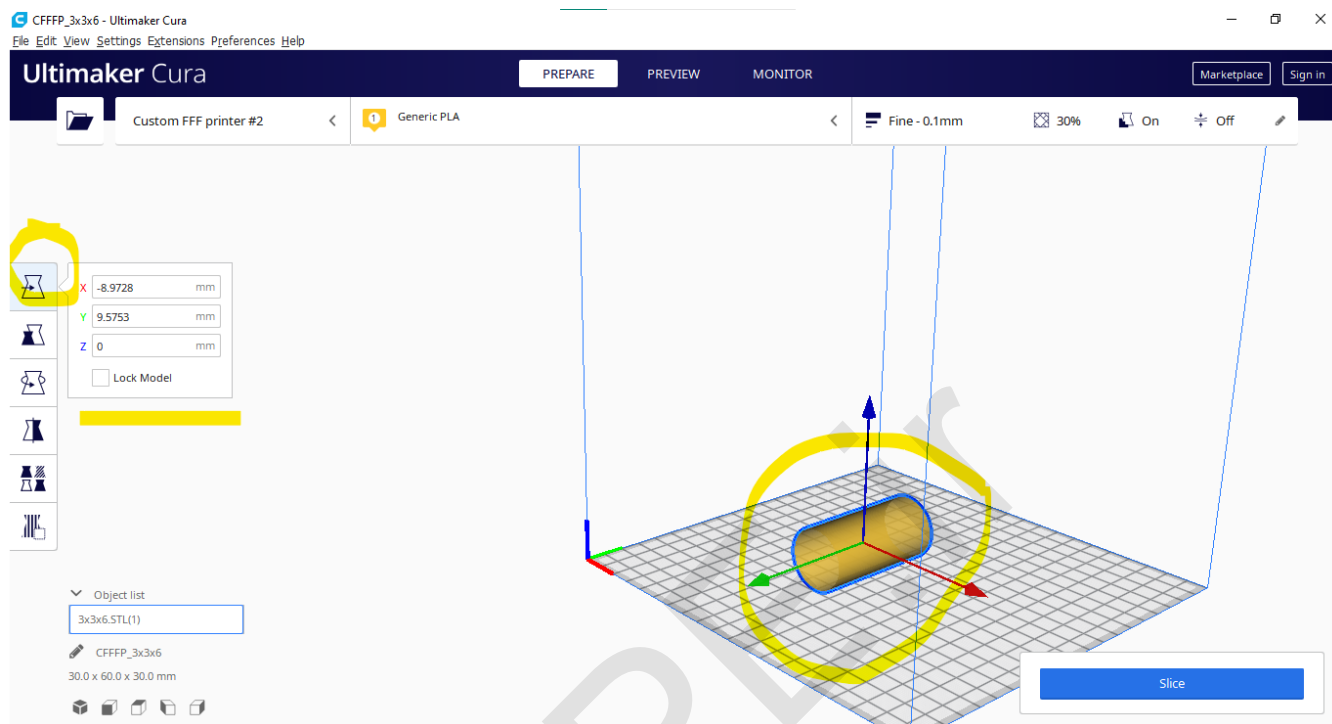 CFFFP_3x3x6 - Ultimaker Cura
File Edit View Settings Extensions Preferences Help
Ultimaker Cura
PREPARE
PREVIEW
MONITOR
Marketplace
Sign in
Custom FFF printer #2
1
Generic PLA
Fine - 0.1mm
30%
On
Off
X -8.9728 mm
Y 9.5753 mm
Z 0 mm
Lock Model
Object list
3x3x6.STL(1)
CFFFP_3x3x6
30.0 x 60.0 x 30.0 mm
Slice